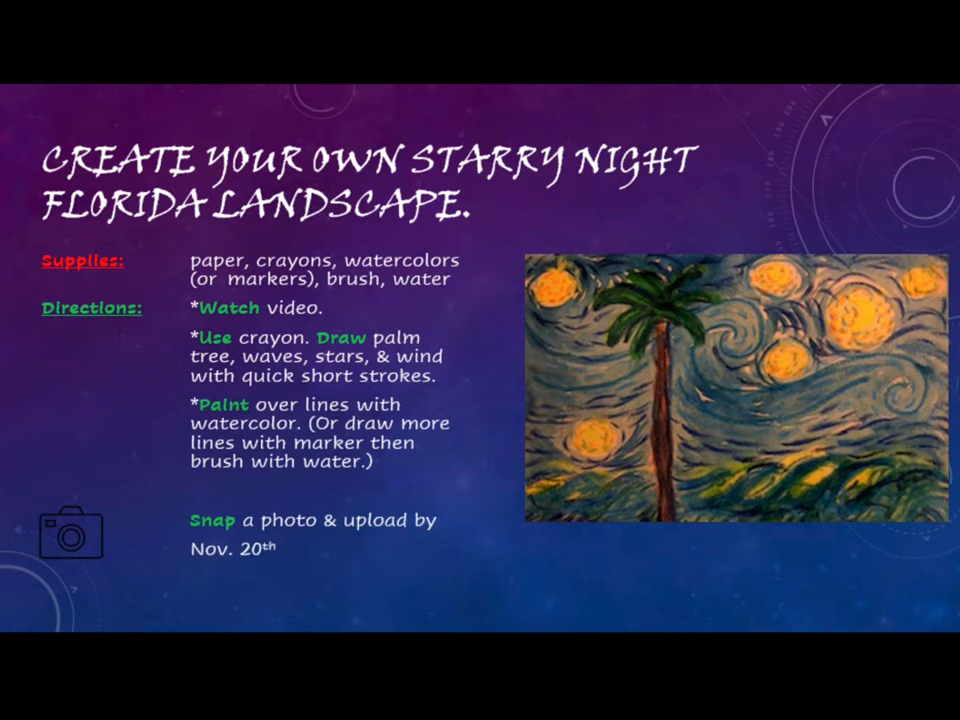 CREATE YOUR OWN STARRY NIGHT
FLORIDA LANDSCAPE.
Supplies: paper, crayons, watercolors
(or markers), brush, water
Directions: *Watch video.
*Use crayon. Draw palm
tree, waves, stars, & wind
with quick short strokes.
*Paint over lines with
watercolor. (Or draw more
lines with marker then
brush with water.)
Snap a photo & upload by
Nov. 20th